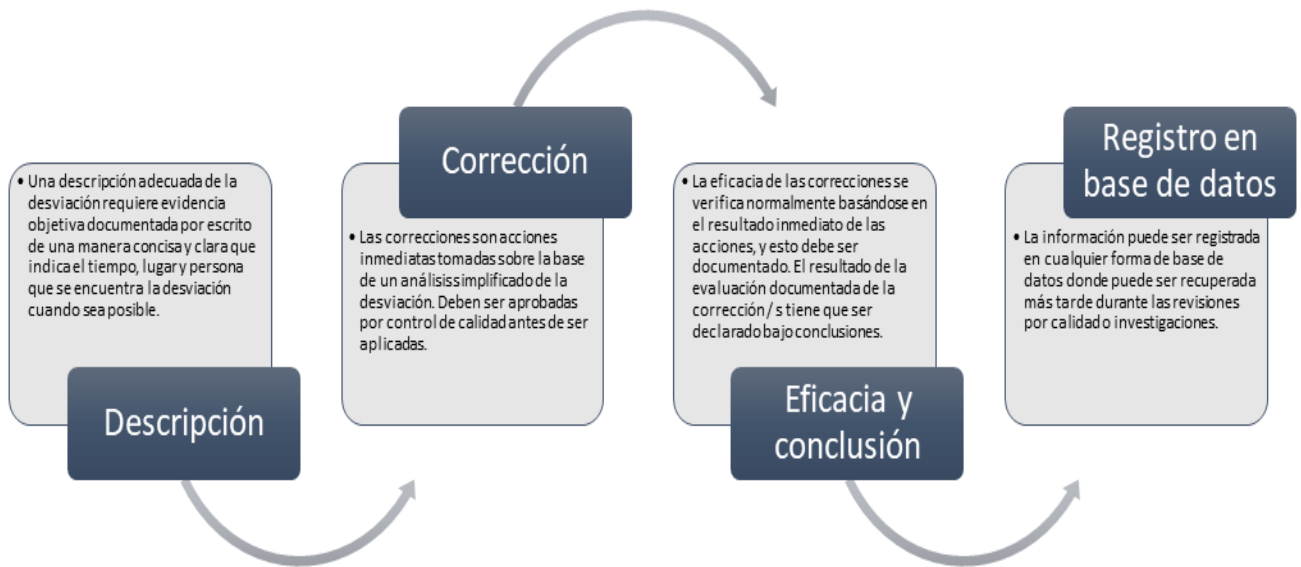 • Una descripción adecuada de la
desviación requiere evidencia
objetiva documentada por escrito
de una manera concisa y clara que
indica el tiempo, lugar y persona
que se encuentra la desviación
cuando sea posible.
Descripción
Corrección
• Las correcciones son acciones
inmediatas tomadas sobre la base
de un análisis simplificado de la
desviación. Deben ser aprobadas
por control de calidad antes de ser
aplicadas.
• La eficacia de las correcciones se
verifica normalmente basándose en
el resultado inmediato de las
acciones, y esto debe ser
documentado. El resultado de la
evaluación documentada de la
corrección / s tiene que ser
declarado bajo conclusiones.
Eficacia y
conclusión
Registro en
base de datos
• La información puede ser registrada
en cualquier forma de base de
datos donde puede ser recuperada
más tarde durante las revisiones
por calidad o investigaciones.